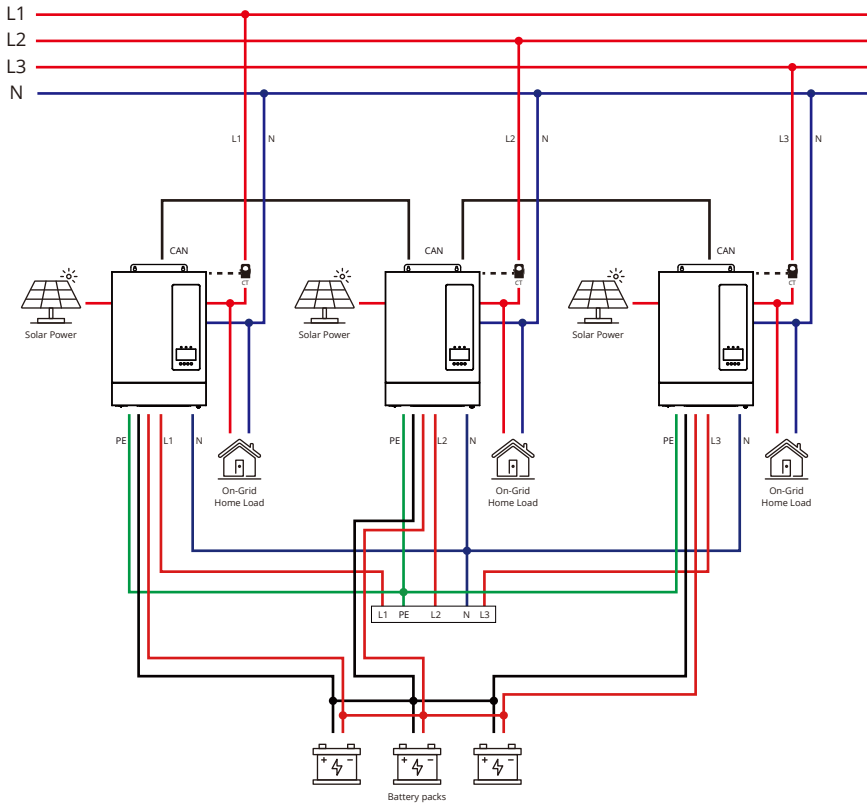 L1
L2
L3
N
L1
N
L2
N
L3
N
CAN
CAN
CAN
CT
CT
CT
Solar Power
Solar Power
Solar Power
PE
L1
N
PE
L2
N
PE
L3
N
On-Grid
Home Load
On-Grid
Home Load
On-Grid
Home Load
L1
PE
L2
N
L3
+
-
+
-
+
-
Battery packs